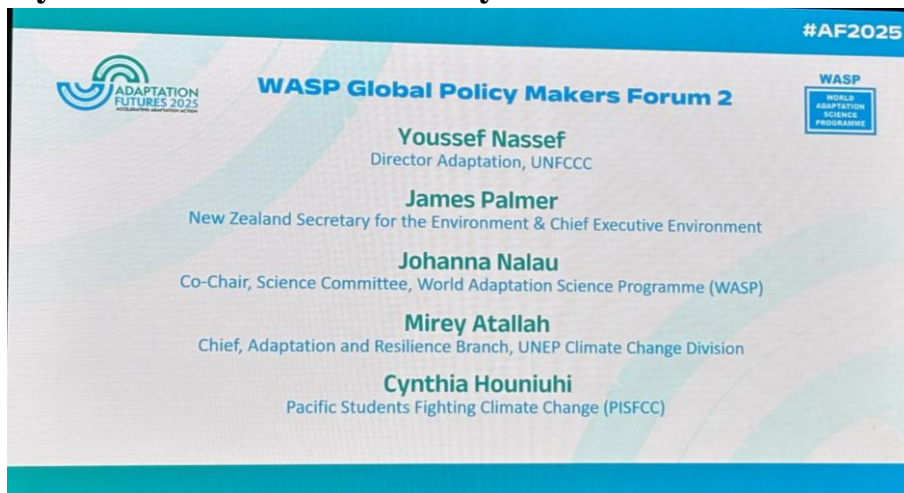 #AF2025
ADAPTATION
FUTURES 2025
ACCELERATING ADAPTATION ACTION
WASP Global Policy Makers Forum 2
WASP
WORLD
ADAPTATION
SCIENCE
PROGRAMME
Youssef Nassef
Director Adaptation, UNFCCC
James Palmer
New Zealand Secretary for the Environment & Chief Executive Environment
Johanna Nalau
Co-Chair, Science Committee, World Adaptation Science Programme (WASP)
Mirey Atallah
Chief, Adaptation and Resilience Branch, UNEP Climate Change Division
Cynthia Houniuhi
Pacific Students Fighting Climate Change (PISFCC)